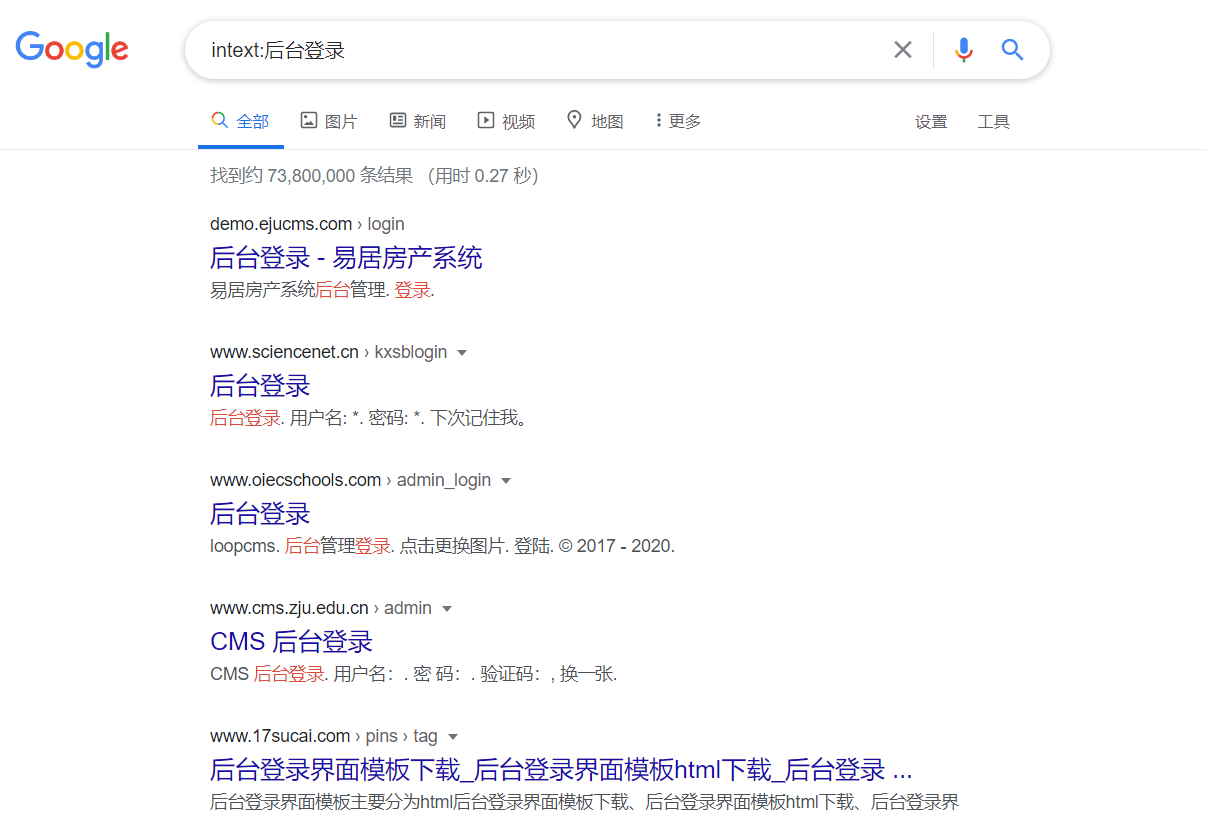 Google
intext:后台登录
全部 图片 新闻 视频 地图 更多 设置 工具
找到约 73,800,000 条结果 （用时 0.27 秒）
demo.ejucms.com › login
后台登录 - 易居房产系统
易居房产系统后台管理. 登录.
www.sciencenet.cn › kxsblogin
后台登录
后台登录. 用户名: *. 密码: *. 下次记住我。
www.oiecschools.com › admin_login
后台登录
loopcms. 后台管理登录. 点击更换图片. 登陆. © 2017 - 2020.
www.cms.zju.edu.cn › admin
CMS 后台登录
CMS 后台登录. 用户名：. 密 码：. 验证码：, 换一张.
www.17sucai.com › pins › tag
后台登录界面模板下载_后台登录界面模板html下载_后台登录 ...
后台登录界面模板主要分为html后台登录界面模板下载、后台登录界面模板html下载、后台登录界